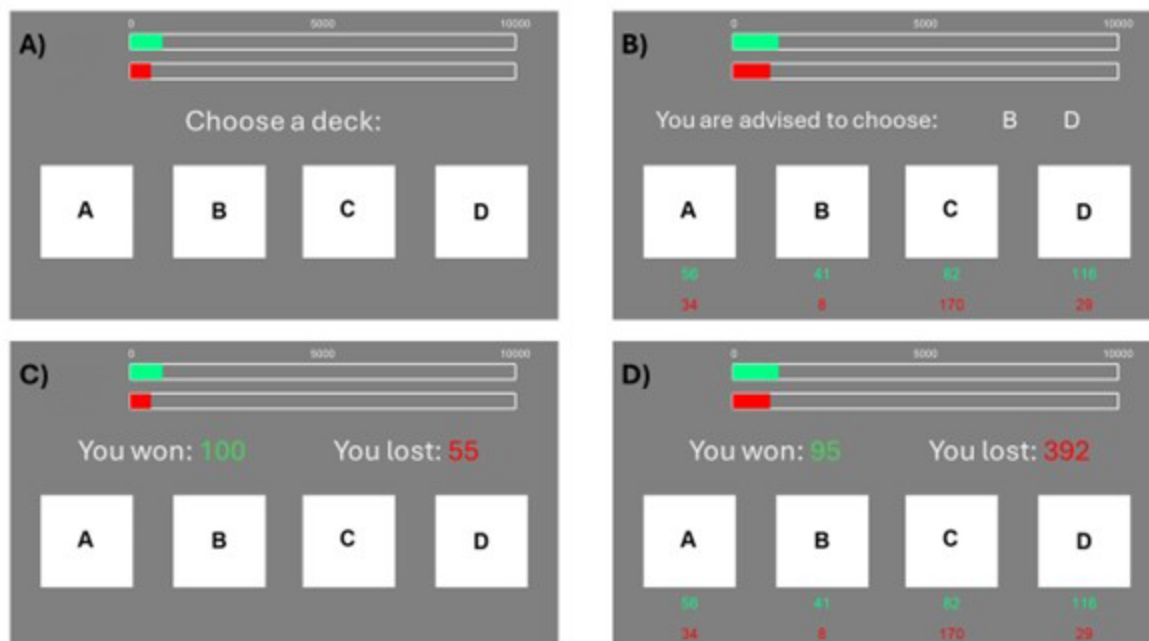 A)
0 5000 10000
Choose a deck:
A B C D
B)
0 5000 10000
You are advised to choose: B D
A B C D
56 41 82 116
34 8 170 29
C)
0 5000 10000
You won: 100 You lost: 55
A B C D
D)
0 5000 10000
You won: 95 You lost: 392
A B C D
56 41 82 116
34 8 170 29